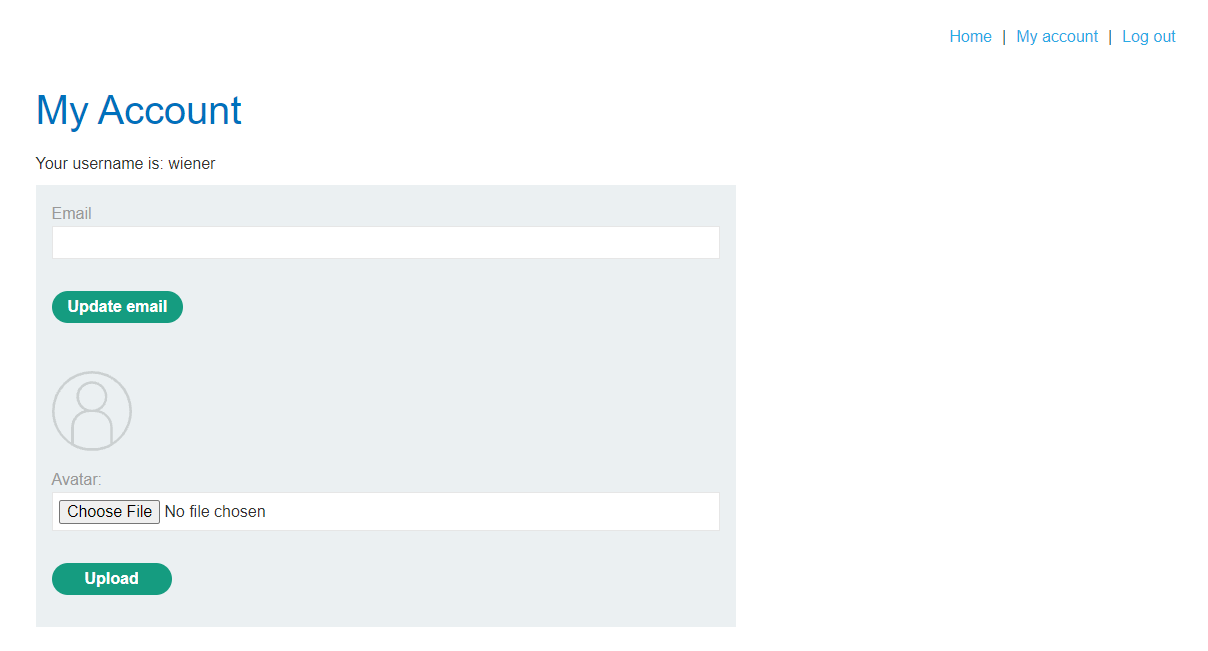 Home | My account | Log out
My Account
Your username is: wiener
Email
Update email
Avatar:
Choose File No file chosen
Upload